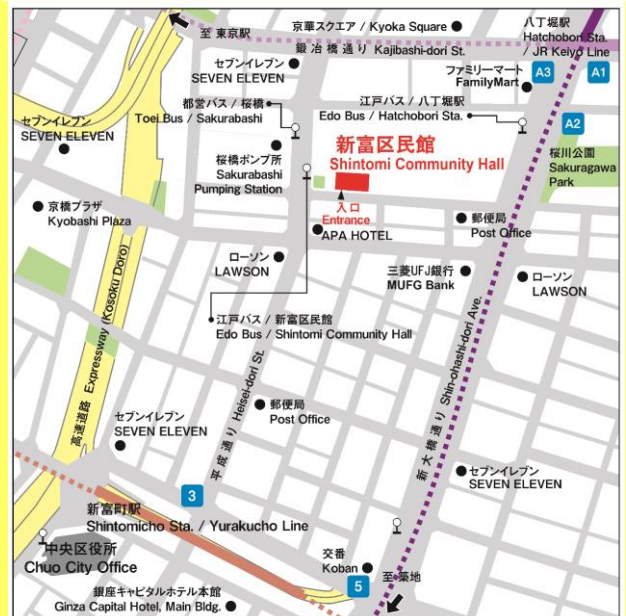 至 東京駅
京華スクエア / Kyoka Square
鍛冶橋通り Kajibashi-dori St.
八丁堀駅
Hatchobori Sta.
/ JR Keiyo Line
セブンイレブン
SEVEN ELEVEN
ファミリーマート
FamilyMart
A3
A1
都営バス / 桜橋
Toei Bus / Sakurabashi
江戸バス / 八丁堀駅
Edo Bus / Hatchobori Sta.
A2
セブンイレブン
SEVEN ELEVEN
新富区民館
Shintomi Community Hall
桜橋ポンプ所
Sakurabashi
Pumping Station
桜川公園
Sakuragawa
Park
入口
Entrance
京橋プラザ
Kyobashi Plaza
郵便局
Post Office
APA HOTEL
ローソン
LAWSON
三菱UFJ銀行
MUFG Bank
ローソン
LAWSON
高速道路 Expressway (Kosoku Doro)
江戸バス / 新富区民館
Edo Bus / Shintomi Community Hall
平成通り Heisei-dori St.
新大橋通り Shin-ohashi-dori Ave.
郵便局
Post Office
セブンイレブン
SEVEN ELEVEN
セブンイレブン
SEVEN ELEVEN
3
新富町駅
Shintomicho Sta. / Yurakucho Line
中央区役所
Chuo City Office
交番
Koban
5
至 築地
銀座キャピタルホテル本館
Ginza Capital Hotel, Main Bldg.